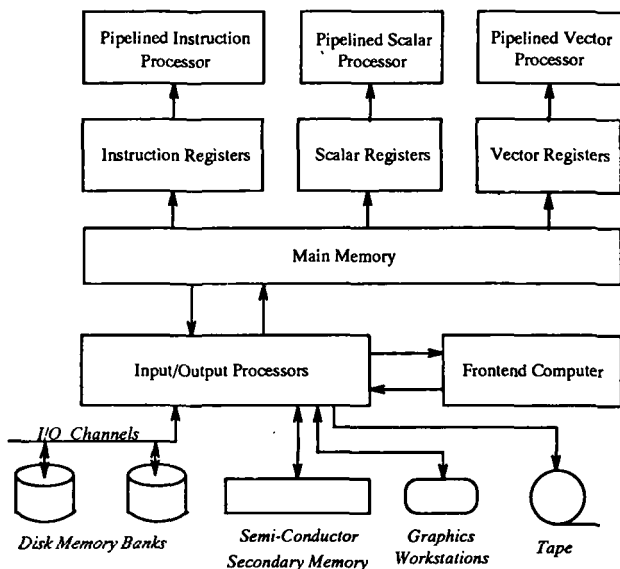 Pipelined Instruction
Processor
Pipelined Scalar
Processor
Pipelined Vector
Processor
Instruction Registers
Scalar Registers
Vector Registers
Main Memory
Input/Output Processors
Frontend Computer
I/O Channels
Disk Memory Banks
Semi-Conductor
Secondary Memory
Graphics
Workstations
Tape